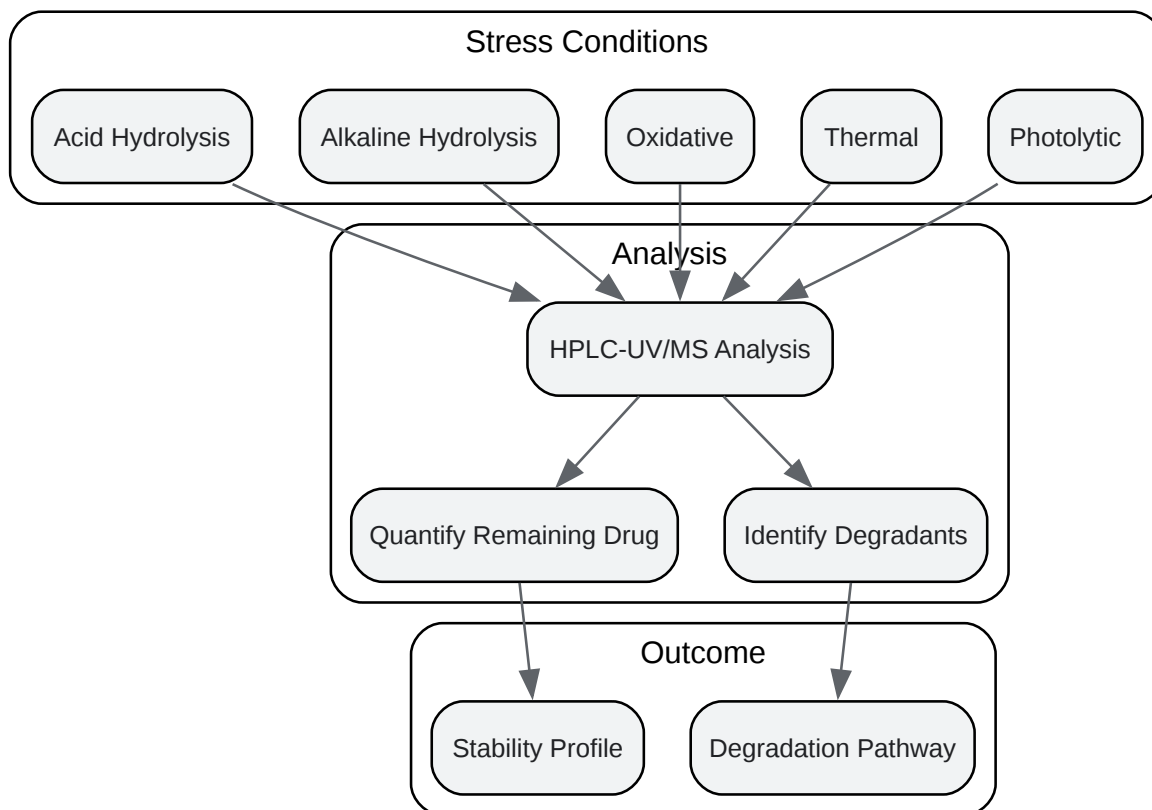 Stress Conditions
Acid Hydrolysis
Alkaline Hydrolysis
Oxidative
Thermal
Photolytic
Analysis
HPLC-UV/MS Analysis
Quantify Remaining Drug
Identify Degradants
Outcome
Stability Profile
Degradation Pathway